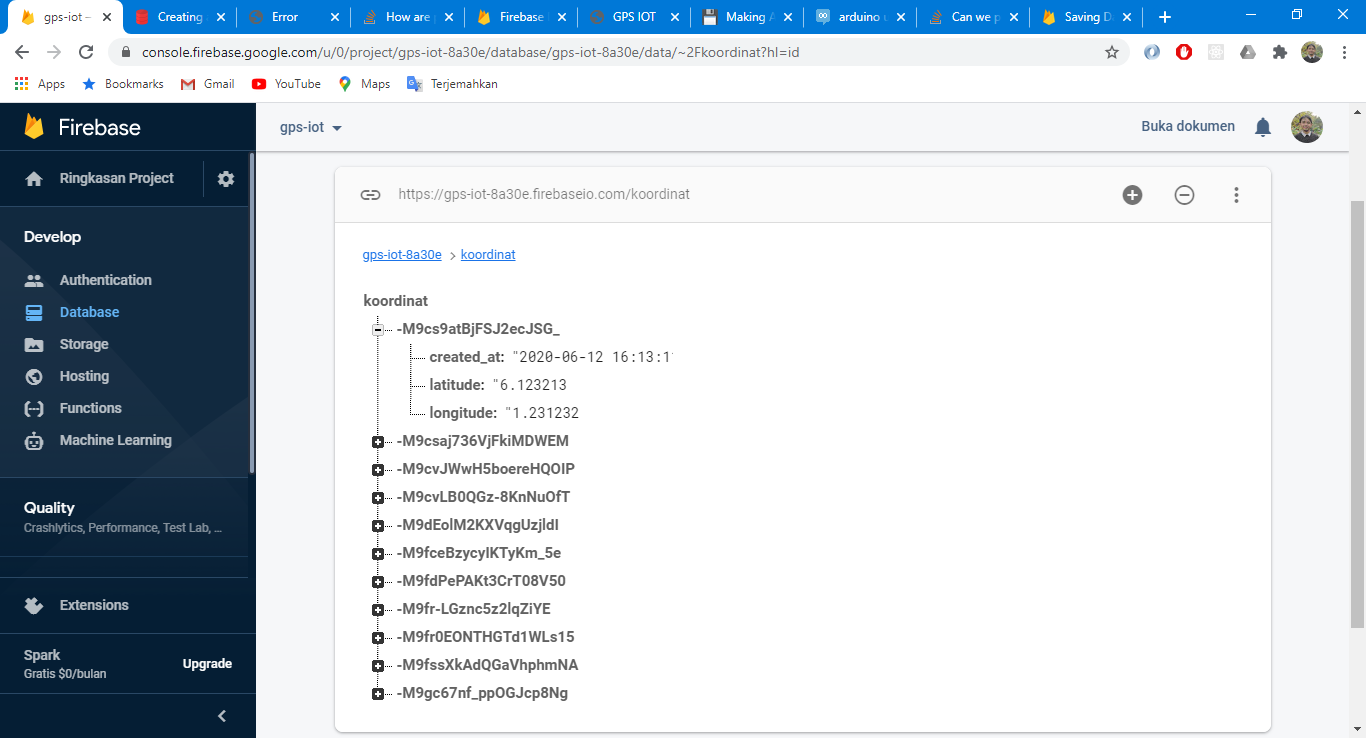 gps-iot –
Creating
Error
How are p
Firebase
GPS IOT
Making A
arduino u
Can we p
Saving D
console.firebase.google.com/u/0/project/gps-iot-8a30e/database/gps-iot-8a30e/data/~2Fkoordinat?hl=id
Apps
Bookmarks
Gmail
YouTube
Maps
Terjemahkan
Firebase
gps-iot
Buka dokumen
Ringkasan Project
Develop
Authentication
Database
Storage
Hosting
Functions
Machine Learning
Quality
Crashlytics, Performance, Test Lab, ...
Extensions
Spark
Gratis $0/bulan
Upgrade
https://gps-iot-8a30e.firebaseio.com/koordinat
gps-iot-8a30e > koordinat
koordinat
-M9cs9atBjFSJ2ecJSG_
created_at: "2020-06-12 16:13:1
latitude: "6.123213
longitude: "1.231232
-M9csaj736VjFkiMDWEM
-M9cvJWwH5boereHQOIP
-M9cvLB0QGz-8KnNuOfT
-M9dEolM2KXVqgUzjldI
-M9fceBzycyIKTyKm_5e
-M9fdPePAKt3CrT08V50
-M9fr-LGznc5z2lqZiYE
-M9fr0EONTHGTd1WLs15
-M9fssXkAdQGaVhphmNA
-M9gc67nf_ppOGJcp8Ng